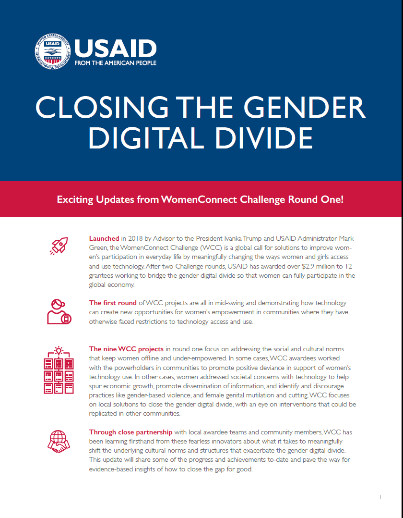 USAID
USAID
FROM THE AMERICAN PEOPLE
CLOSING THE GENDER
DIGITAL DIVIDE
Exciting Updates from WomenConnect Challenge Round One!
Launched in 2018 by Advisor to the President Ivanka Trump and USAID Administrator Mark
Green, the WomenConnect Challenge (WCC) is a global call for solutions to improve wom-
en's participation in everyday life by meaningfully changing the ways women and girls access
and use technology. After two Challenge rounds, USAID has awarded over $2.9 million to 12
grantees working to bridge the gender digital divide so that women can fully participate in the
global economy.
The first round of WCC projects are all in mid-swing and demonstrating how technology
can create new opportunities for women's empowerment in communities where they have
otherwise faced restrictions to technology access and use.
The nine WCC projects in round one focus on addressing the social and cultural norms
that keep women offline and under-empowered. In some cases, WCC awardees worked
with the powerholders in communities to promote positive deviance in support of women's
technology use. In other cases, women addressed societal concerns with technology to help
spur economic growth, promote dissemination of information, and identify and discourage
practices like gender-based violence, and female genital mutilation and cutting. WCC focuses
on local solutions to close the gender digital divide, with an eye on interventions that could be
replicated in other communities.
Through close partnership with local awardee teams and community members, WCC has
been learning firsthand from these fearless innovators about what it takes to meaningfully
shift the underlying cultural norms and structures that exacerbate the gender digital divide.
This update will share some of the progress and achievements to-date and pave the way for
evidence-based insights of how to close the gap for good.
1